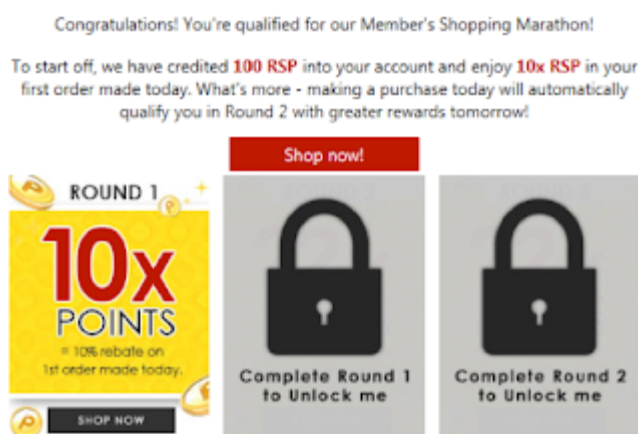 Congratulations! You're qualified for our Member's Shopping Marathon!
To start off, we have credited 100 RSP into your account and enjoy 10x RSP in your
first order made today. What's more - making a purchase today will automatically
qualify you in Round 2 with greater rewards tomorrow!
Shop now!
ROUND 1
10x
POINTS
= 10% rebate on
1st order made today.
SHOP NOW
Complete Round 1
to Unlock me
Complete Round 2
to Unlock me